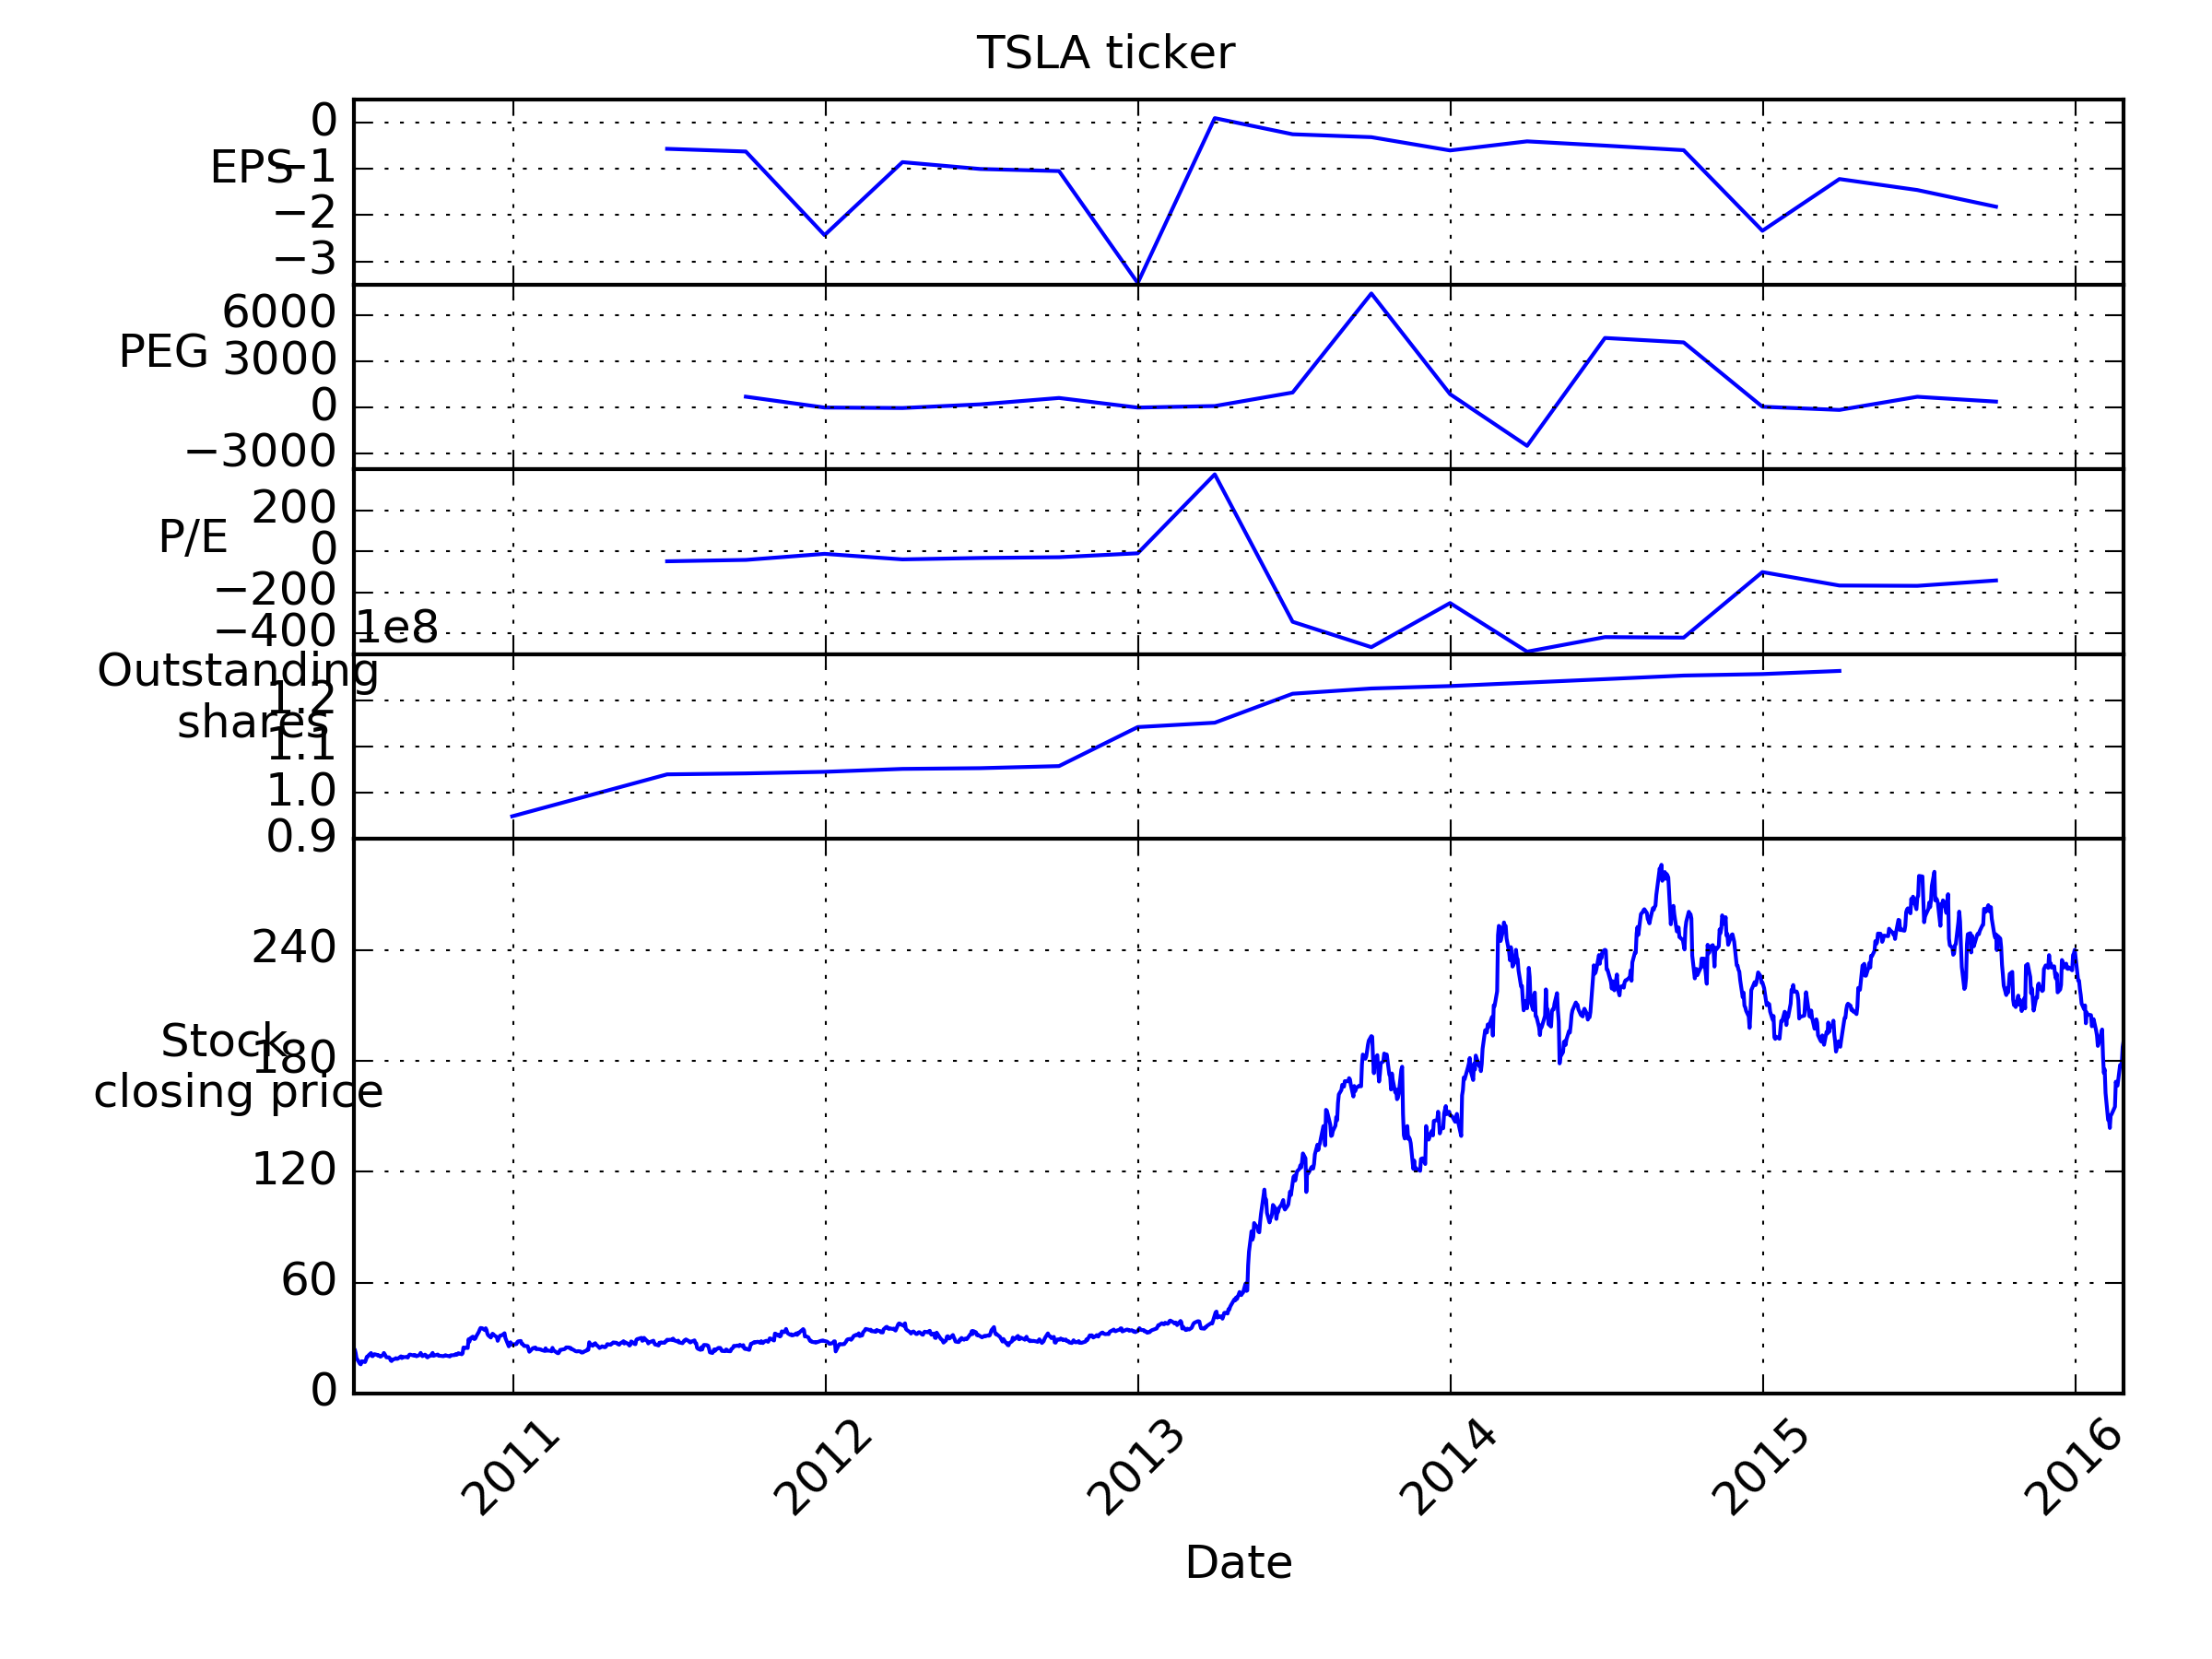 TSLA ticker
EPS
0
−1
−2
−3
PEG
6000
3000
0
−3000
P/E
200
0
−200
−400
1e8
Outstanding
shares
1.2
1.1
1.0
0.9
Stock
closing price
240
180
120
60
0
2011
2012
2013
2014
2015
2016
Date